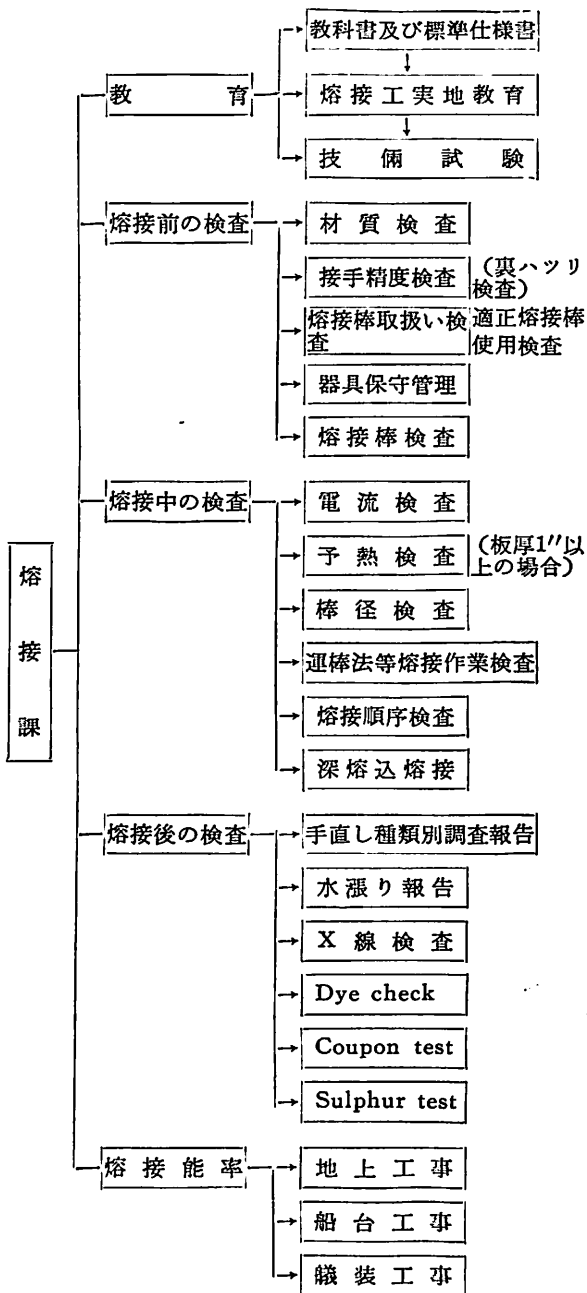 熔接課
教育
教科書及び標準仕様書
熔接工実地教育
技倆試験
熔接前の検査
材質検査
接手精度検査
(裏ハツリ
検査)
熔接棒取扱い検
査
適正熔接棒
使用検査
器具保守管理
熔接棒検査
熔接中の検査
電流検査
予熱検査
(板厚1″以
上の場合)
棒径検査
運棒法等熔接作業検査
熔接順序検査
深熔込熔接
熔接後の検査
手直し種類別調査報告
水漲り報告
X線検査
Dye check
Coupon test
Sulphur test
熔接能率
地上工事
船台工事
艤装工事